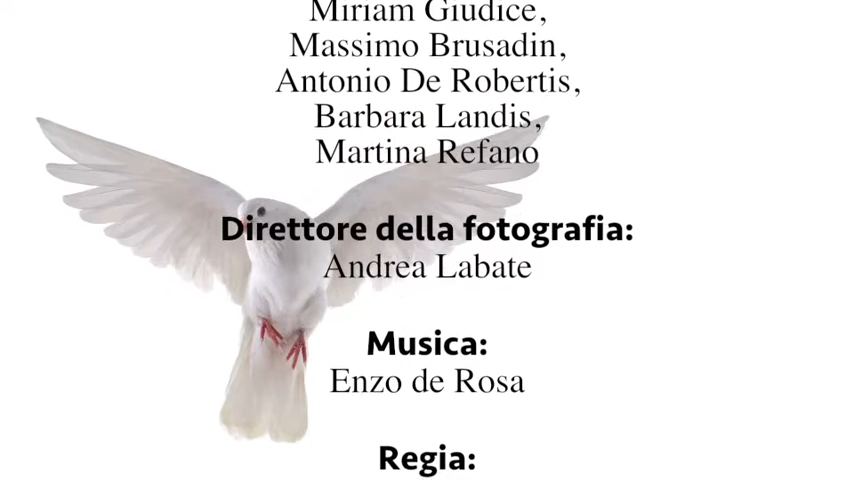 Miriam Giudice,
Massimo Brusadin,
Antonio De Robertis,
Barbara Landis,
Martina Refano
Direttore della fotografia:
Andrea Labate
Musica:
Enzo de Rosa
Regia: